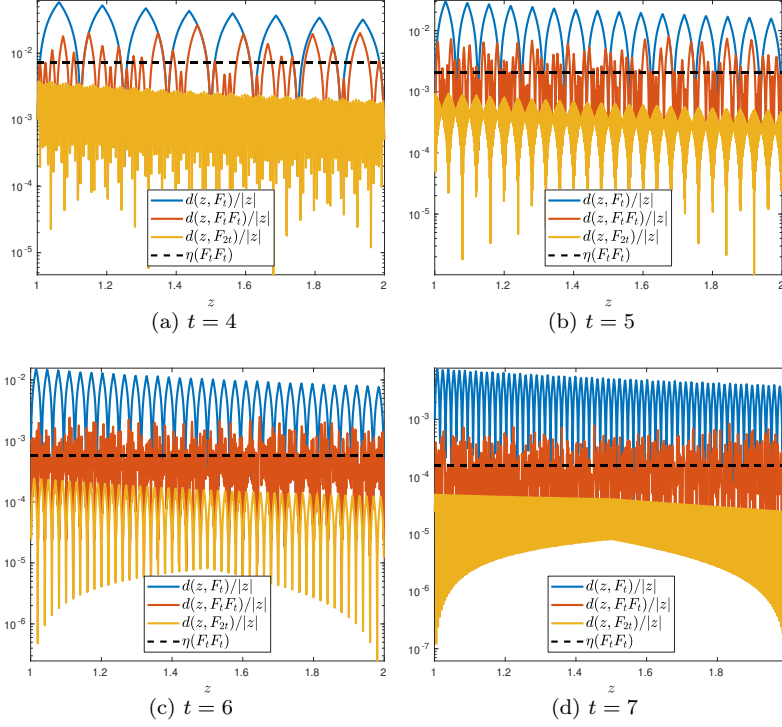 10^{-2}
10^{-3}
10^{-4}
10^{-5}
d(z, F_t)/|z|
d(z, F_tF_t)/|z|
d(z, F_{2t})/|z|
η(F_tF_t)
1 1.2 1.4 1.6 1.8 2
z
(a) t = 4
10^{-2}
10^{-3}
10^{-4}
10^{-5}
d(z, F_t)/|z|
d(z, F_tF_t)/|z|
d(z, F_{2t})/|z|
η(F_tF_t)
1 1.2 1.4 1.6 1.8 2
z
(b) t = 5
10^{-2}
10^{-3}
10^{-4}
10^{-5}
10^{-6}
d(z, F_t)/|z|
d(z, F_tF_t)/|z|
d(z, F_{2t})/|z|
η(F_tF_t)
1 1.2 1.4 1.6 1.8 2
z
(c) t = 6
10^{-3}
10^{-4}
10^{-5}
10^{-6}
10^{-7}
d(z, F_t)/|z|
d(z, F_tF_t)/|z|
d(z, F_{2t})/|z|
η(F_tF_t)
1 1.2 1.4 1.6 1.8
z
(d) t = 7